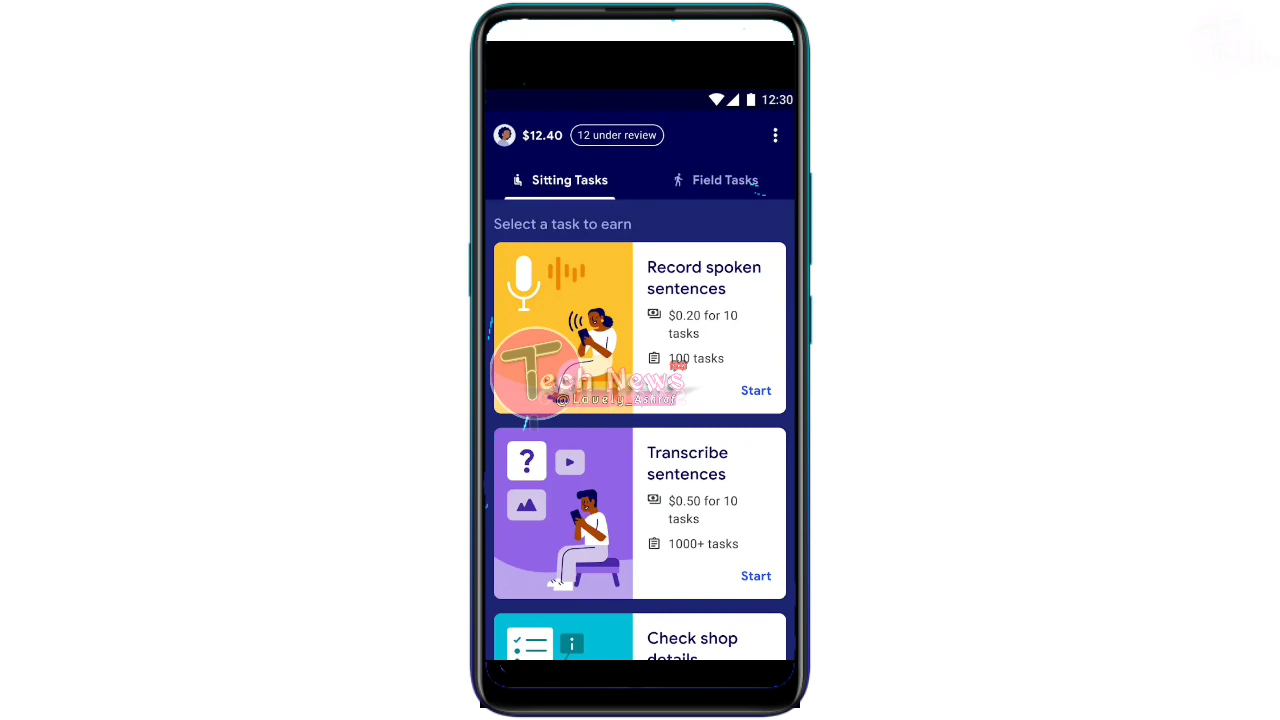 12:30
$12.40
12 under review
Sitting Tasks
Field Tasks
Select a task to earn
Record spoken
sentences
$0.20 for 10
tasks
100 tasks
Start
Tech News
@Lovely_Ashraf
?
Transcribe
sentences
$0.50 for 10
tasks
1000+ tasks
Start
i
Check shop
details